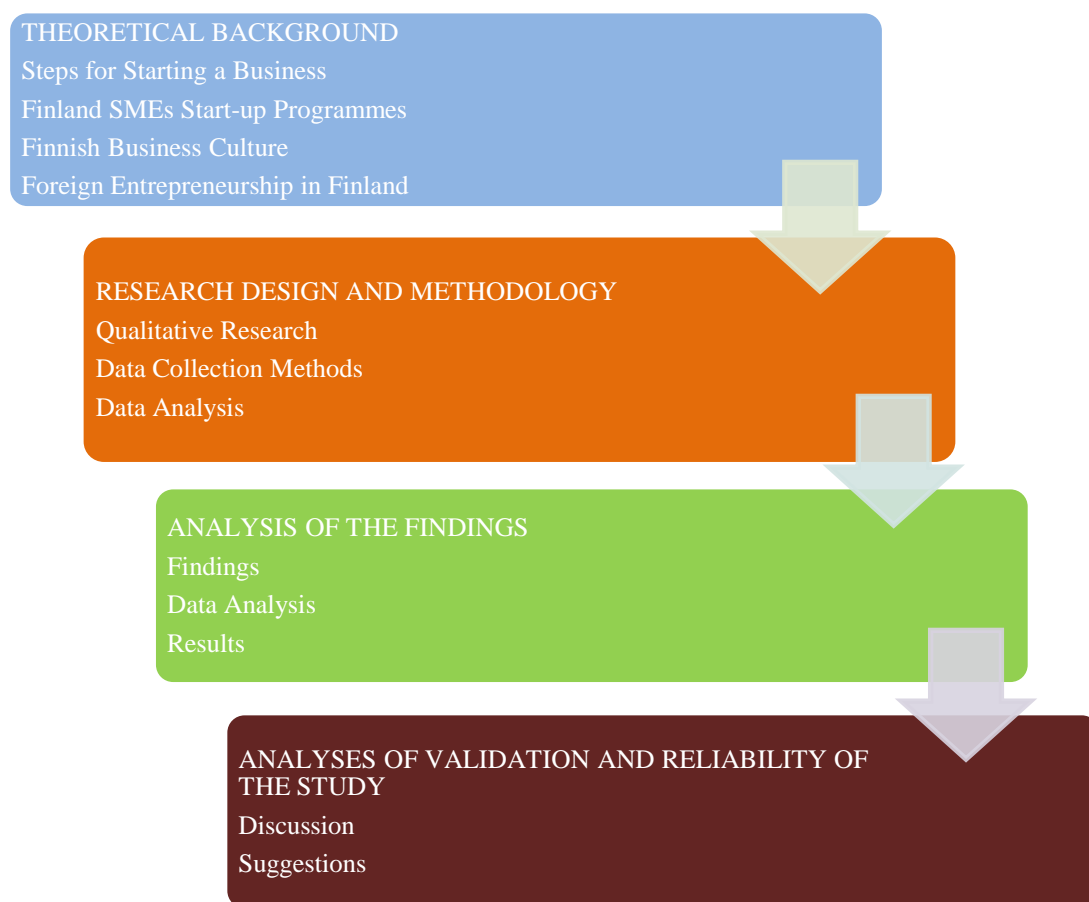 THEORETICAL BACKGROUND
Steps for Starting a Business
Finland SMEs Start-up Programmes
Finnish Business Culture
Foreign Entrepreneurship in Finland
RESEARCH DESIGN AND METHODOLOGY
Qualitative Research
Data Collection Methods
Data Analysis
ANALYSIS OF THE FINDINGS
Findings
Data Analysis
Results
ANALYSES OF VALIDATION AND RELIABILITY OF
THE STUDY
Discussion
Suggestions